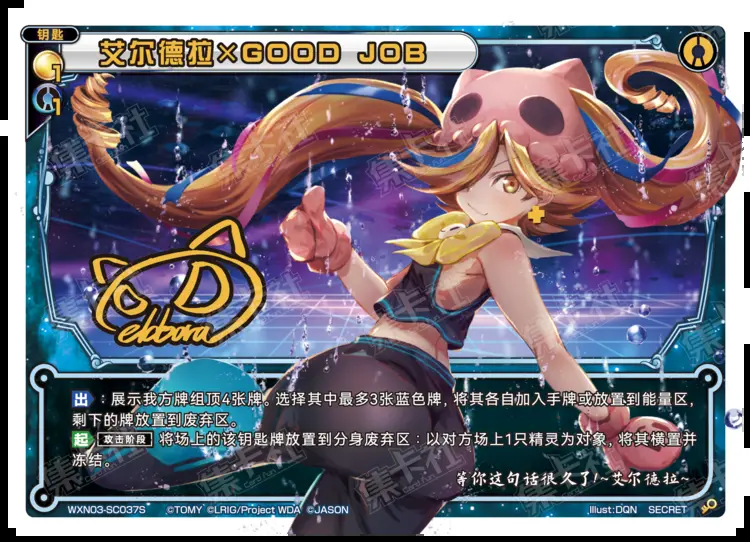 钥匙
艾尔德拉×GOOD JOB
1
1
eldora
出：展示我方牌组顶4张牌。选择其中最多3张蓝色牌，将其各自加入手牌或放置到能量区，
剩下的牌放置到废弃区。
起 攻击阶段 将场上的该钥匙牌放置到分身废弃区：以对方场上1只精灵为对象，将其横置并
冻结。
等你这句话很久了!~艾尔德拉~
WXN03-SC037S ©TOMY ©LRIG/Project WDA ©JASON Illust:DQN SECRET
集卡社